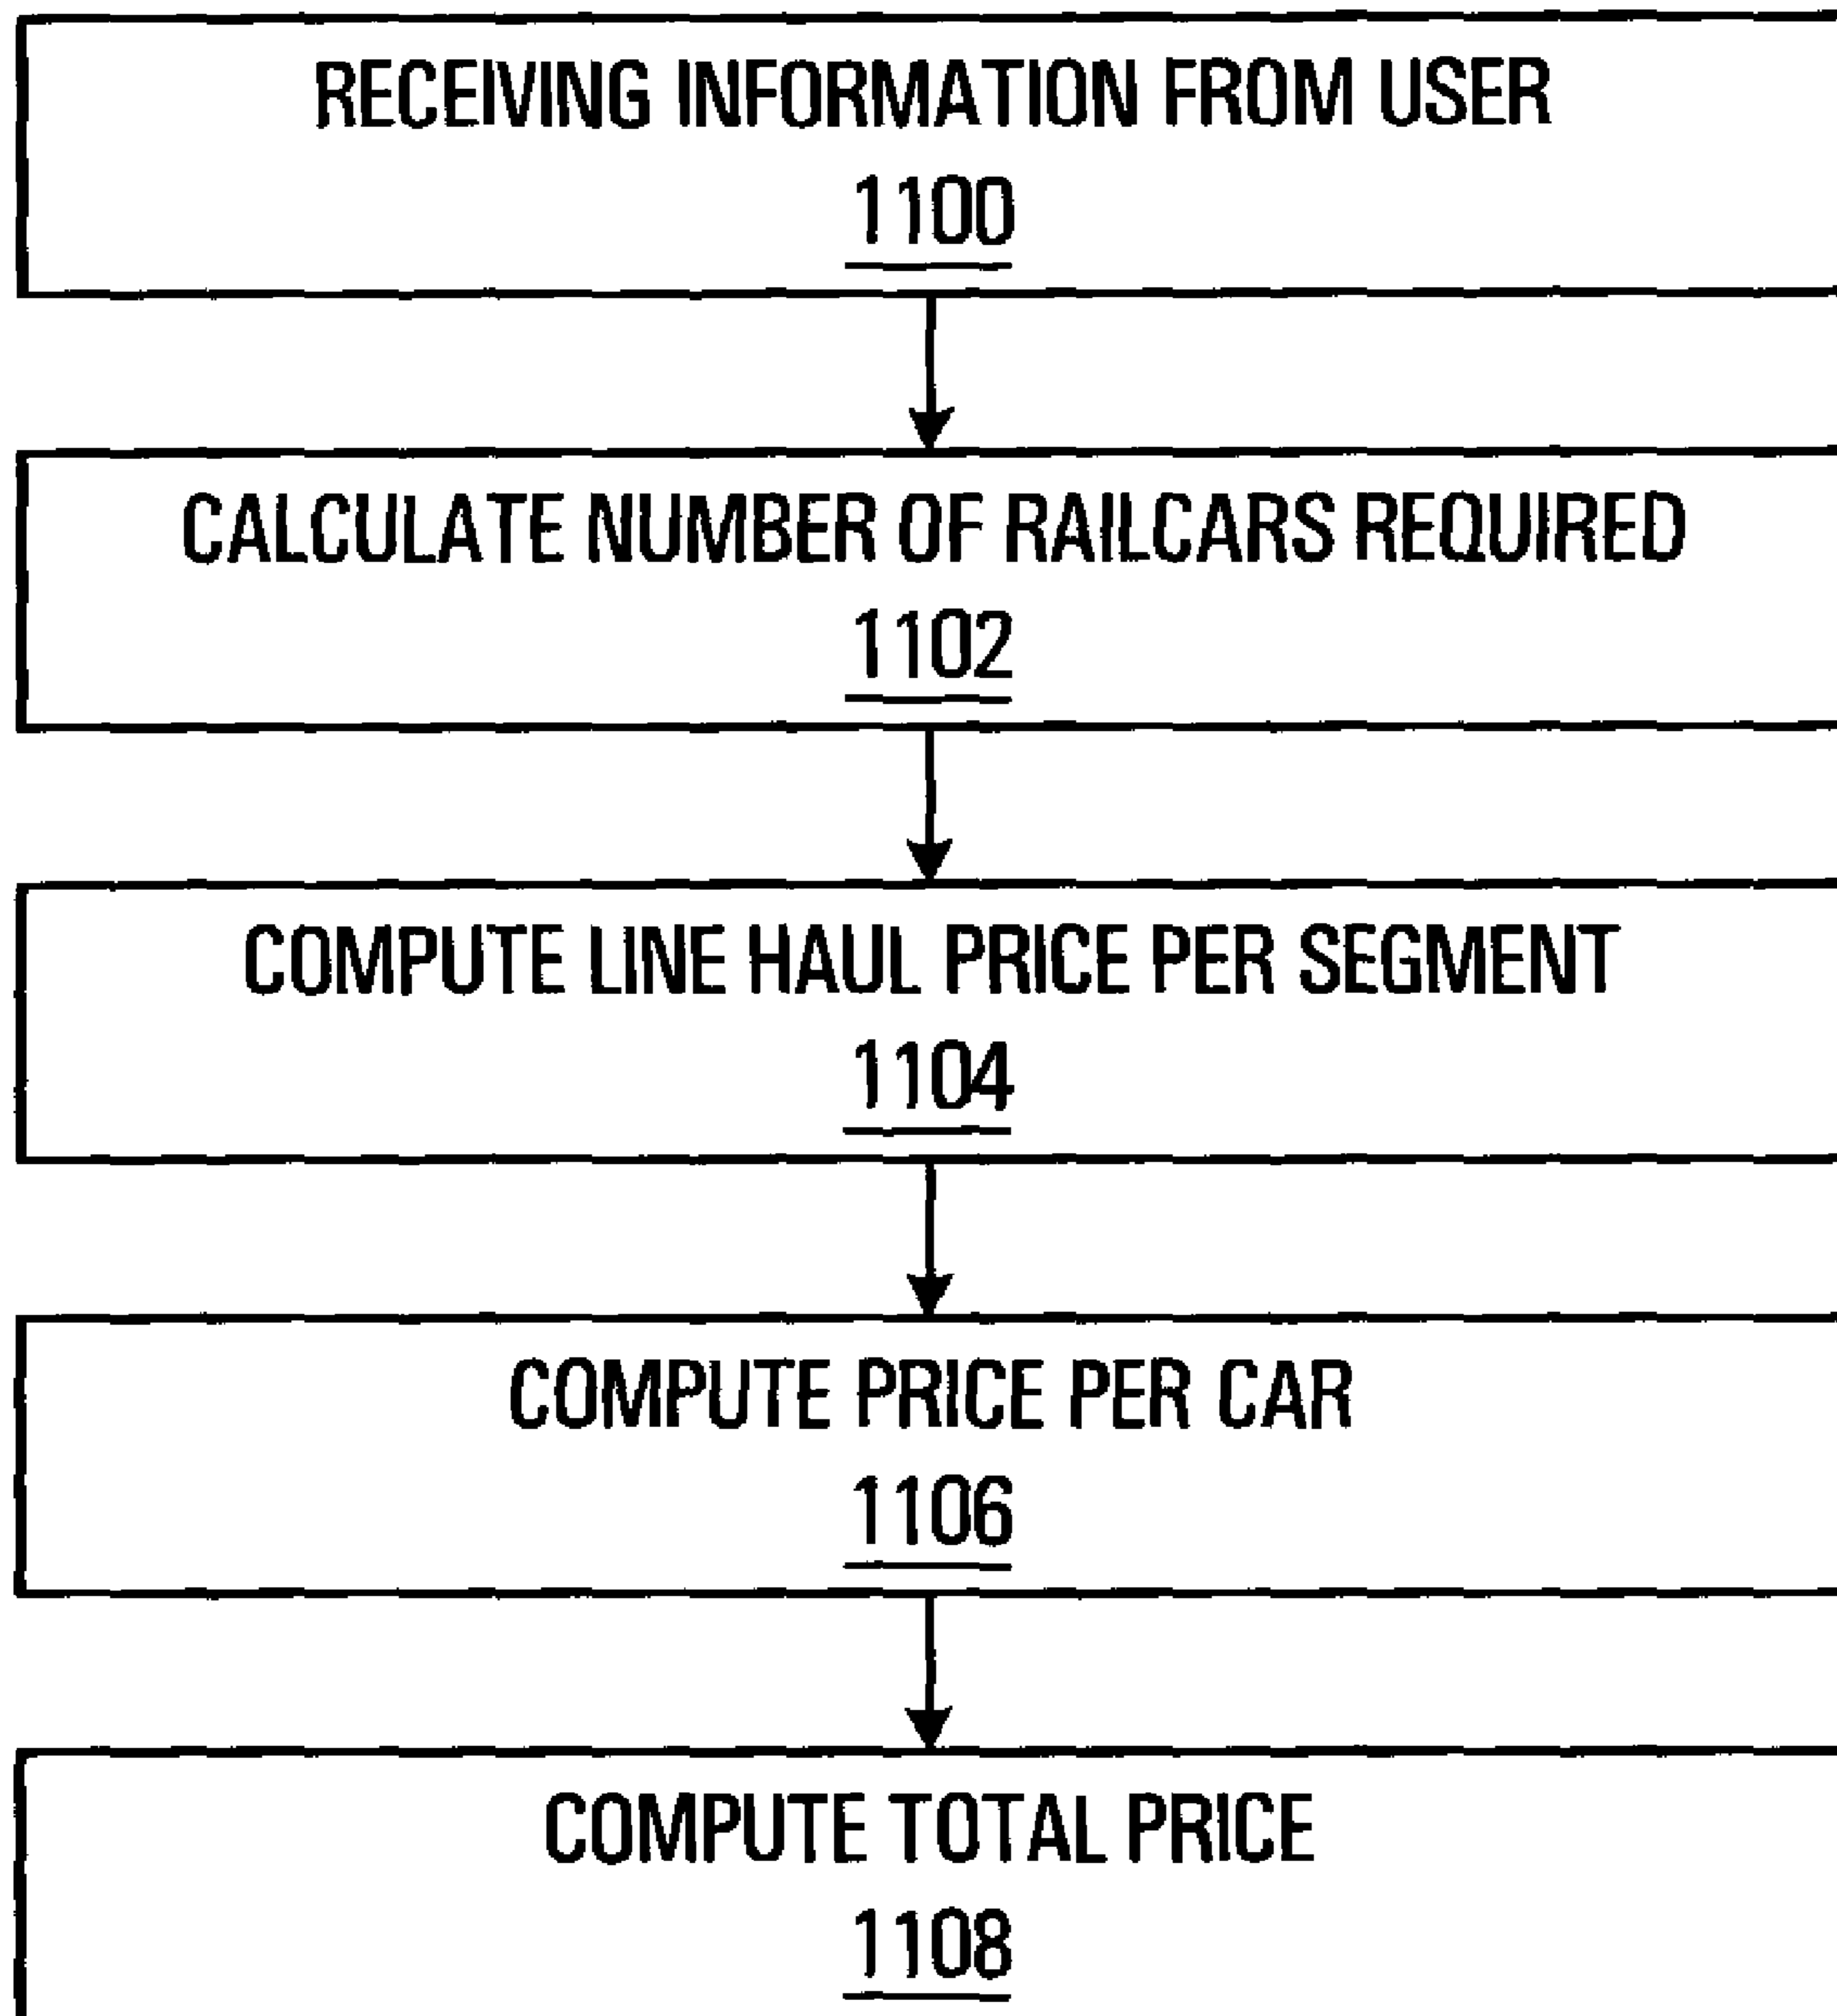 RECEIVING INFORMATION FROM USER
1100
CALCULATE NUMBER OF RAILCARS REQUIRED
1102
COMPUTE LINE HAUL PRICE PER SEGMENT
1104
COMPUTE PRICE PER CAR
1106
COMPUTE TOTAL PRICE
1108